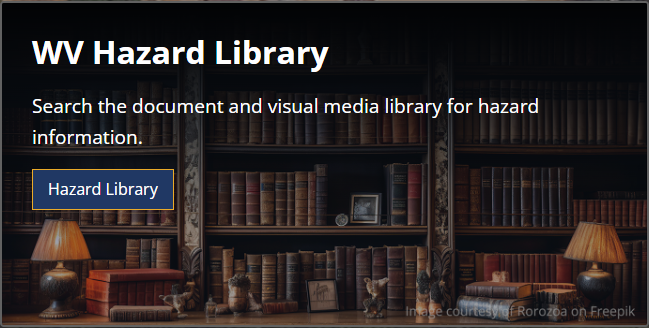 WV Hazard Library
Search the document and visual media library for hazard
information.
Hazard Library
Image courtesy of Rorozoa on Freepik